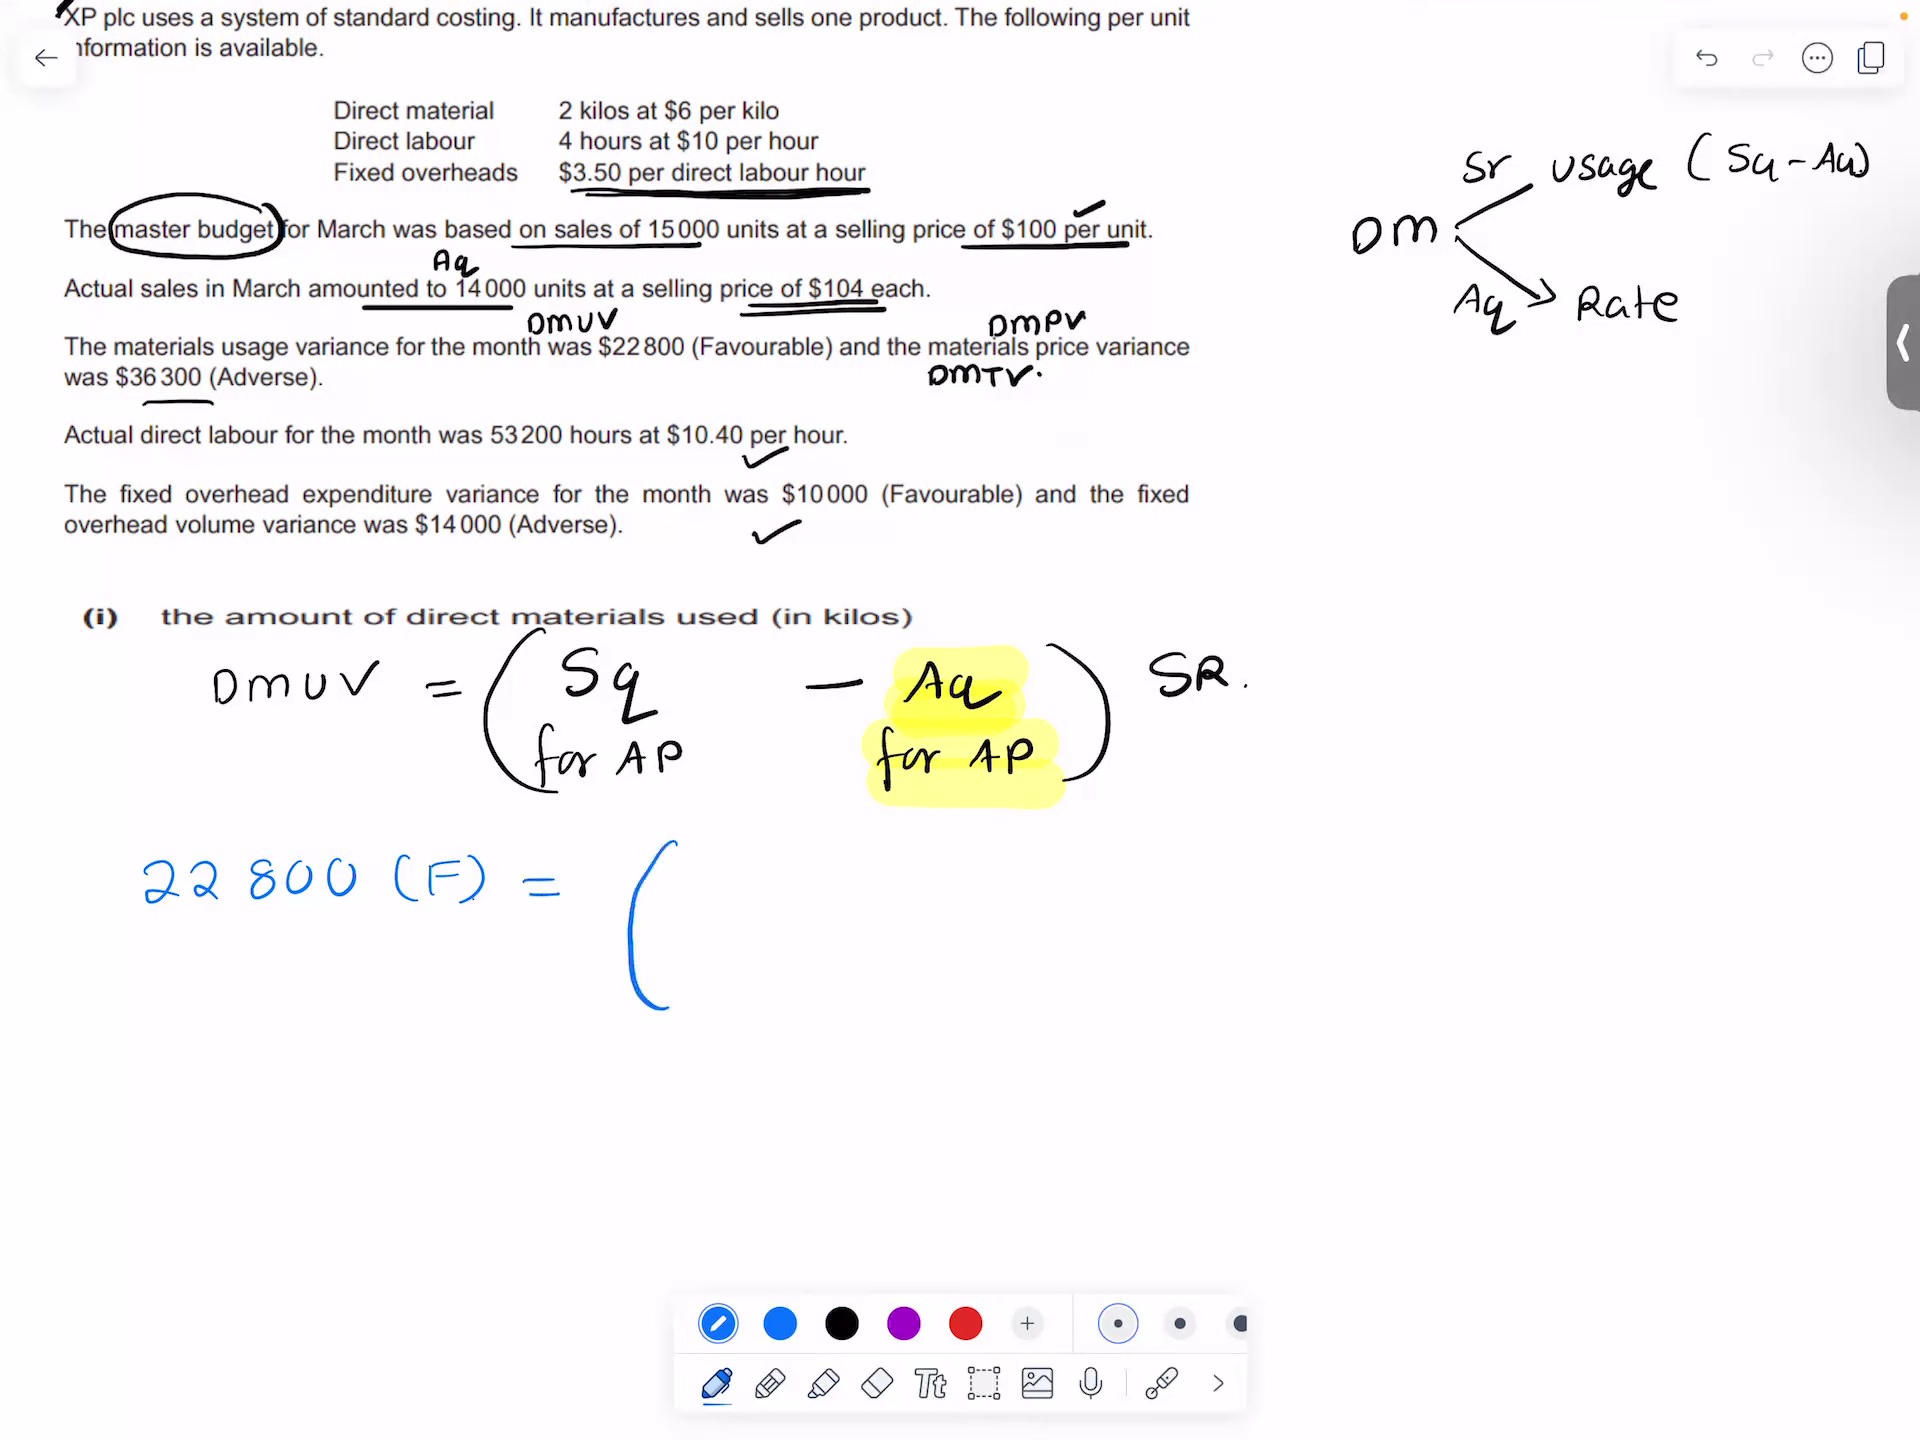 XP plc uses a system of standard costing. It manufactures and sells one product. The following per unit
nformation is available.
Direct material 2 kilos at $6 per kilo
Direct labour 4 hours at $10 per hour
Fixed overheads $3.50 per direct labour hour
The master budget for March was based on sales of 15 000 units at a selling price of $100 per unit.
Aq
Actual sales in March amounted to 14 000 units at a selling price of $104 each.
DMUV DMPV
The materials usage variance for the month was $22 800 (Favourable) and the materials price variance
was $36 300 (Adverse).
DMTV.
Actual direct labour for the month was 53 200 hours at $10.40 per hour.
The fixed overhead expenditure variance for the month was $10 000 (Favourable) and the fixed
overhead volume variance was $14 000 (Adverse).
Sr usage (Sq - Aq)
DM
Aq Rate
(i) the amount of direct materials used (in kilos)
DMUV = ( Sq - Aq ) SR.
for AP for AP
22 800 (F) = (
Tt